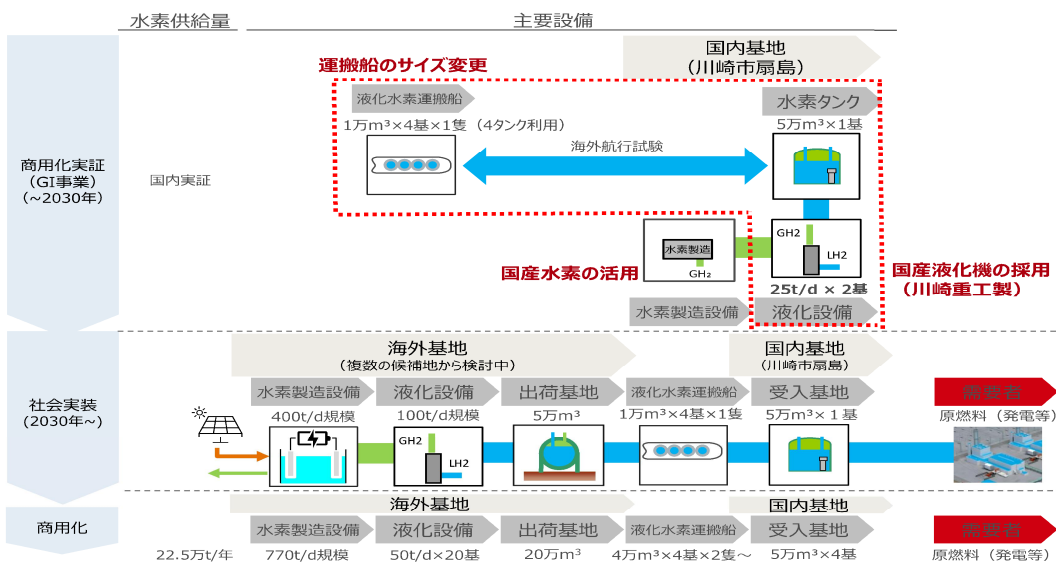 水素供給量
主要設備
国内基地
（川崎市扇島）
運搬船のサイズ変更
液化水素運搬船
水素タンク
1万m³×4基×1隻（4タンク利用）
5万m³×1基
海外航行試験
商用化実証
（GI事業）
（~2030年）
国内実証
水素製造
GH₂
GH2
LH2
国産水素の活用
国産液化機の採用
（川崎重工製）
25t/d × 2基
水素製造設備
液化設備
海外基地
（複数の候補地から検討中）
国内基地
（川崎市扇島）
社会実装
（2030年~）
水素製造設備
液化設備
出荷基地
液化水素運搬船
受入基地
需要者
400t/d規模
100t/d規模
5万m³
1万m³×4基×1隻
5万m³×1基
原燃料（発電等）
GH2
LH2
海外基地
国内基地
商用化
水素製造設備
液化設備
出荷基地
液化水素運搬船
受入基地
需要者
22.5万t/年
770t/d規模
50t/d×20基
20万m³
4万m³×4基×2隻～
5万m³×4基
原燃料（発電等）